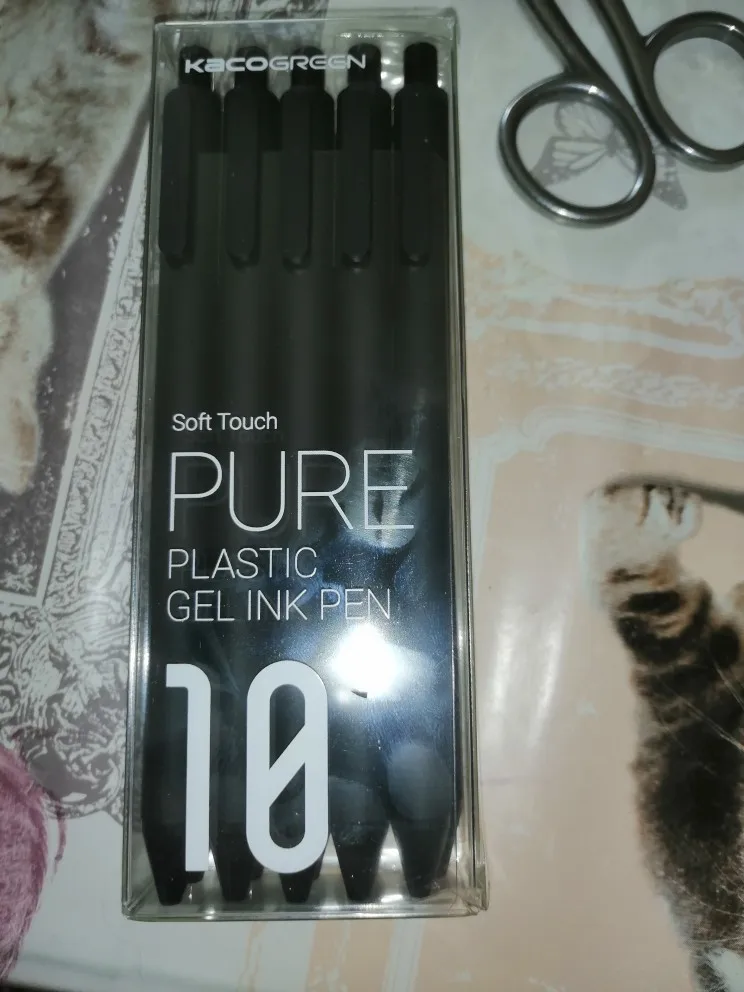 KACOGREEN
Soft Touch
PURE
PLASTIC
GEL INK PEN
10